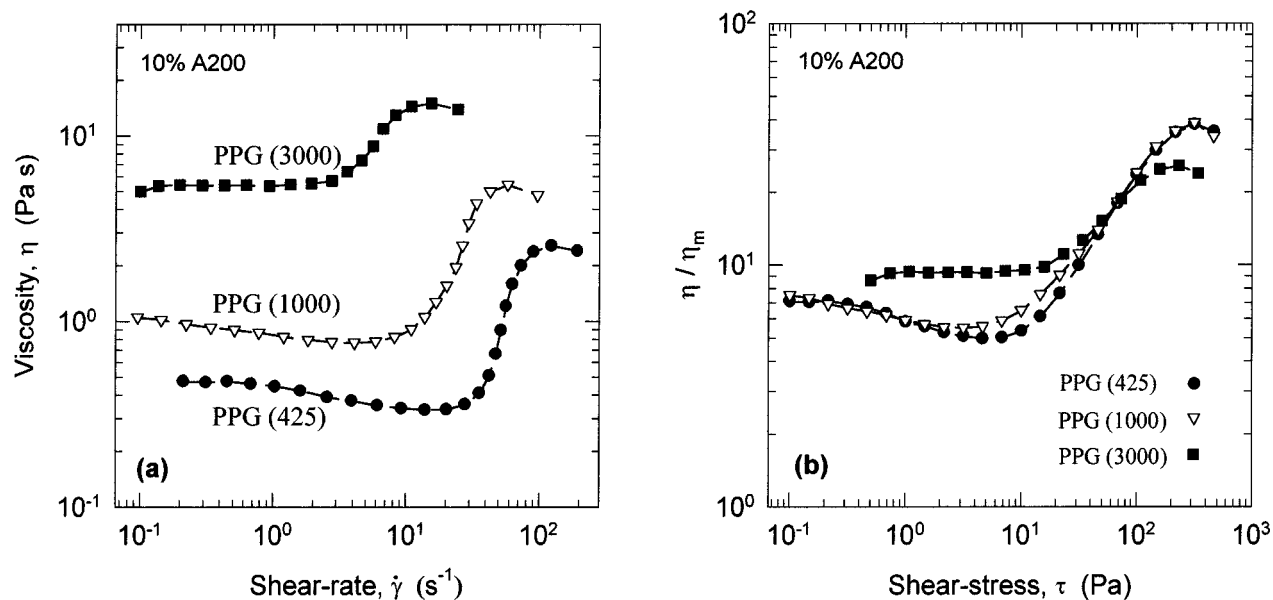 10% A200
PPG (3000)
PPG (1000)
PPG (425)
(a)
Viscosity, η (Pa s)
10¹
10⁰
10⁻¹
10⁻¹ 10⁰ 10¹ 10²
Shear-rate, γ̇ (s⁻¹)
10% A200
PPG (425)
PPG (1000)
PPG (3000)
(b)
η / ηₘ
10²
10¹
10⁰
10⁻¹ 10⁰ 10¹ 10² 10³
Shear-stress, τ (Pa)